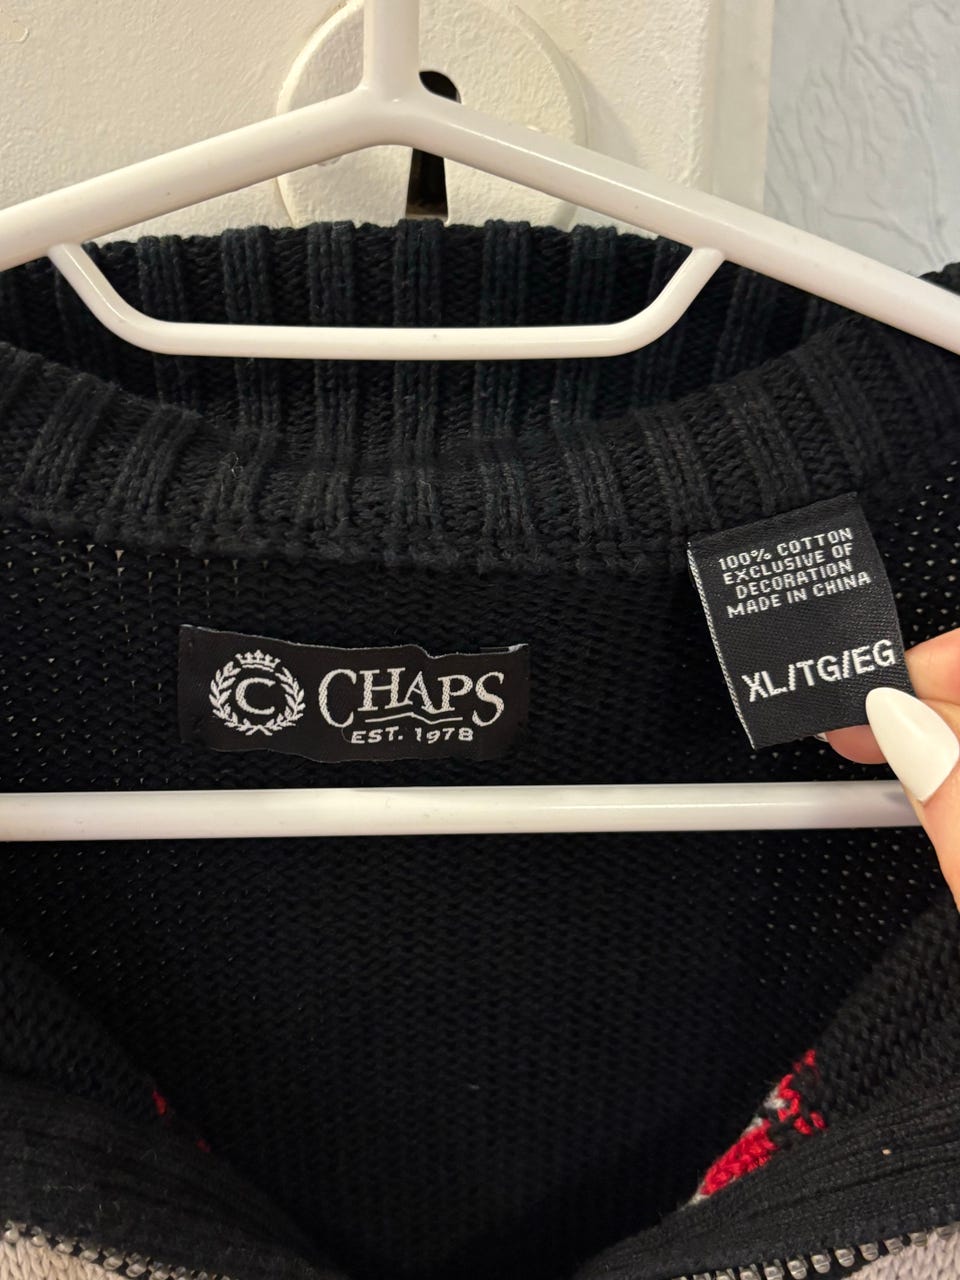 100% COTTON
EXCLUSIVE OF
DECORATION
MADE IN CHINA
XL/TG/EG
C
CHAPS
EST. 1978